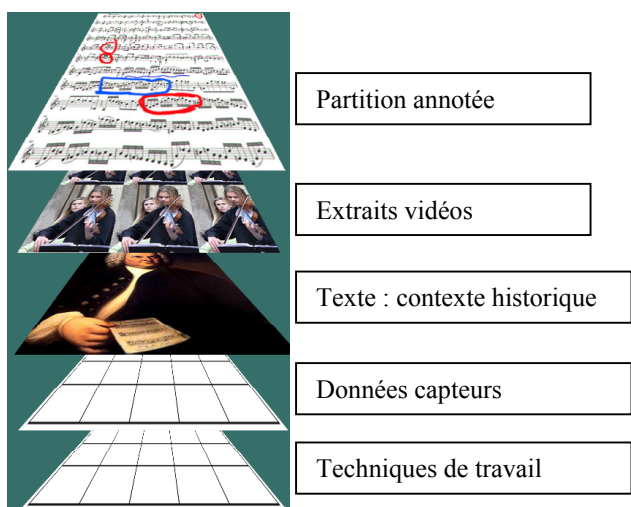 Partition annotée
Extraits vidéos
Texte : contexte historique
Données capteurs
Techniques de travail